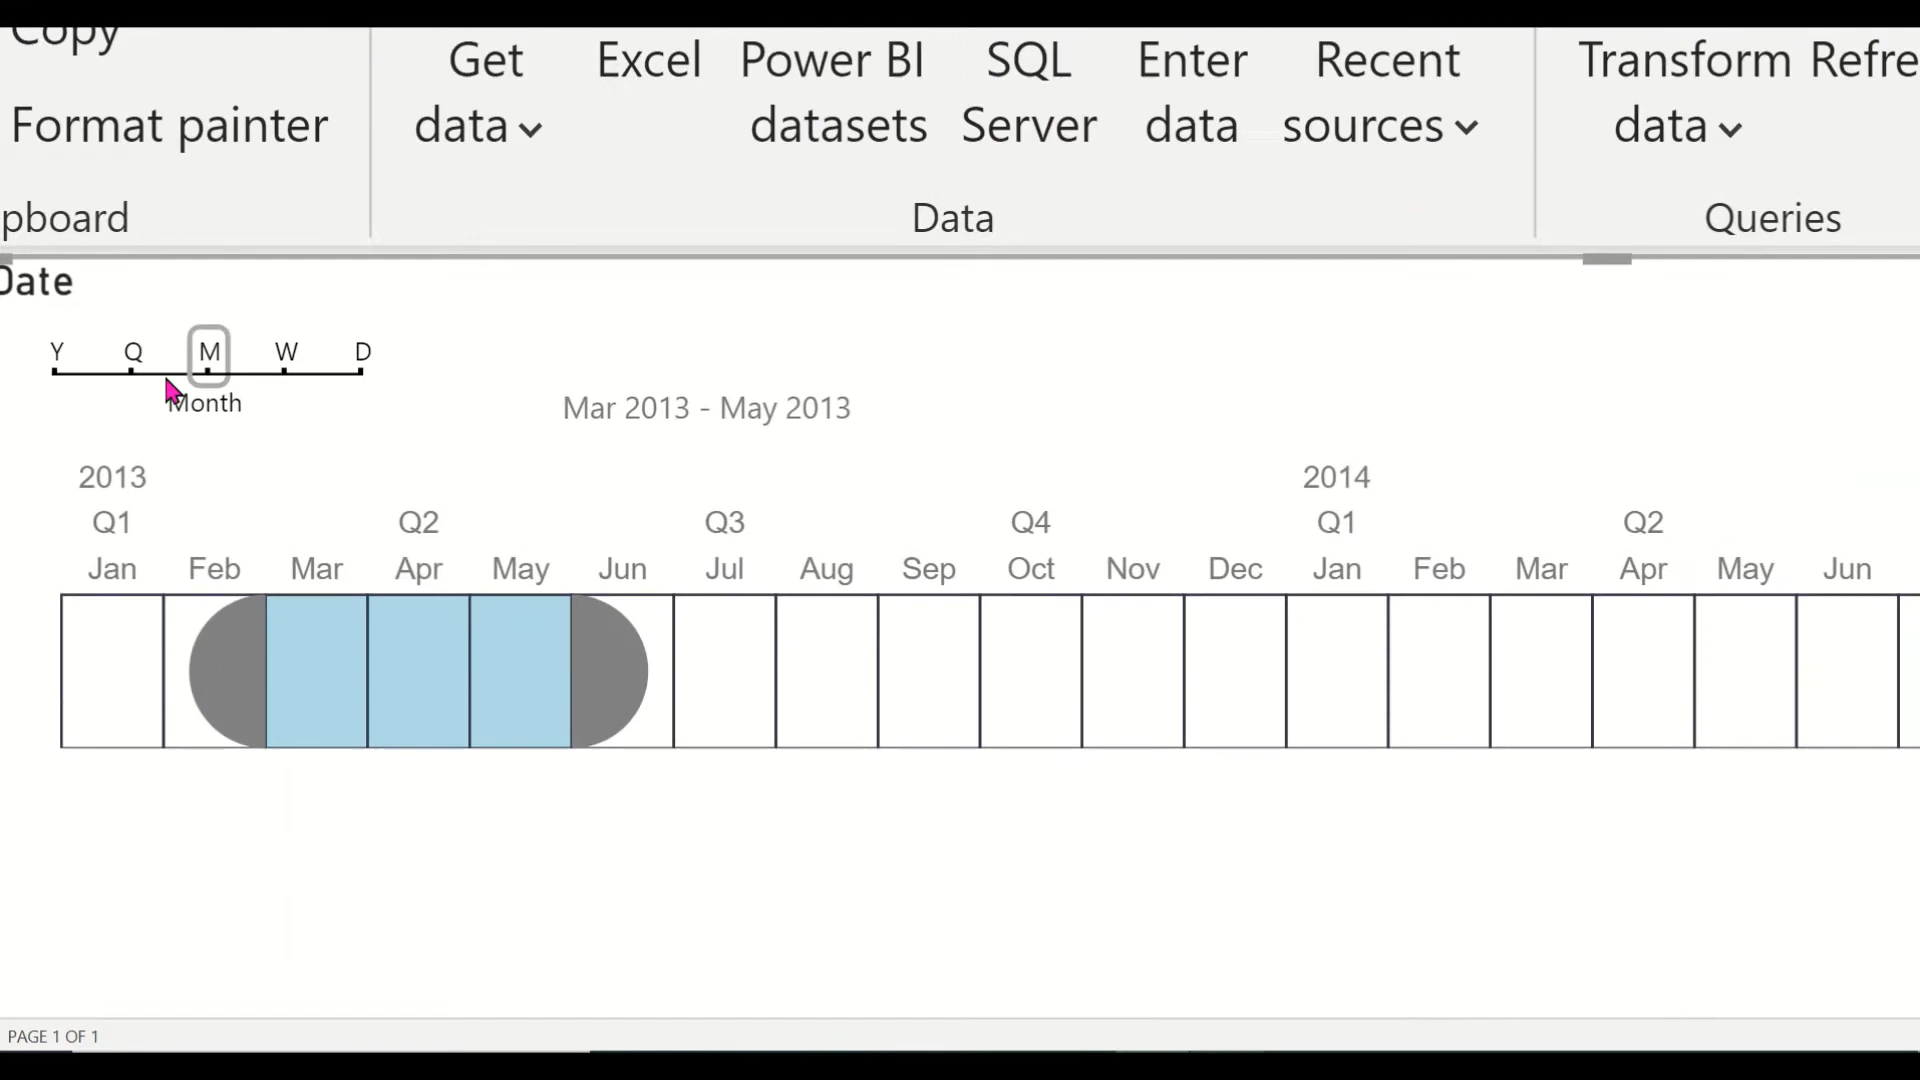 Copy
Format painter
pboard
Get data
Excel
Power BI datasets
SQL Server
Enter data
Recent sources
Data
Transform data
Refre
Queries
Date
Y Q M W D
Month
Mar 2013 - May 2013
2013 2014
Q1 Q2 Q3 Q4 Q1 Q2
Jan Feb Mar Apr May Jun Jul Aug Sep Oct Nov Dec Jan Feb Mar Apr May Jun
PAGE 1 OF 1